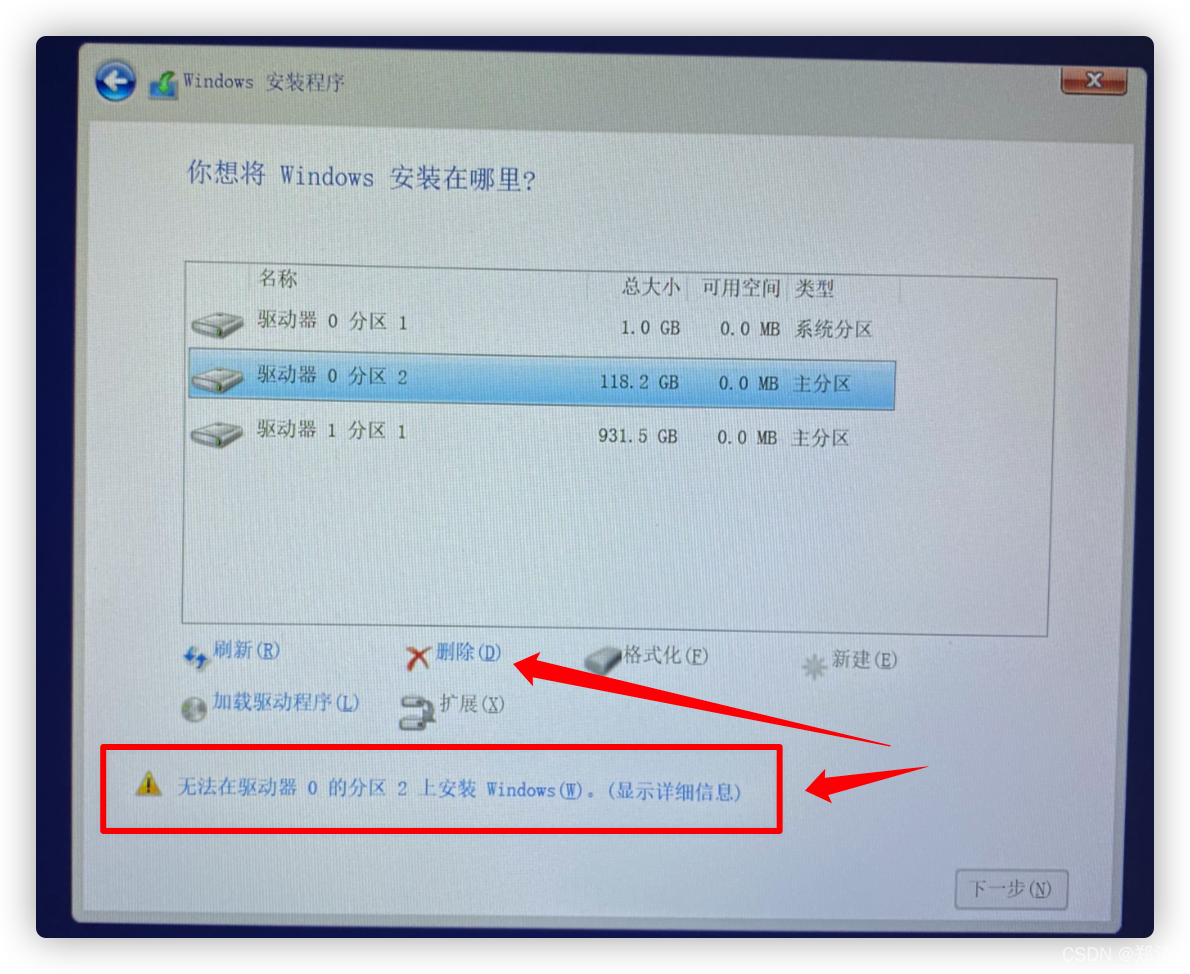 Windows 安装程序
你想将 Windows 安装在哪里?
名称 总大小 可用空间 类型
驱动器 0 分区 1 1.0 GB 0.0 MB 系统分区
驱动器 0 分区 2 118.2 GB 0.0 MB 主分区
驱动器 1 分区 1 931.5 GB 0.0 MB 主分区
刷新(R) 删除(D) 格式化(F) 新建(E)
加载驱动程序(L) 扩展(X)
无法在驱动器 0 的分区 2 上安装 Windows(W)。(显示详细信息)
下一步(N)
CSDN @郑